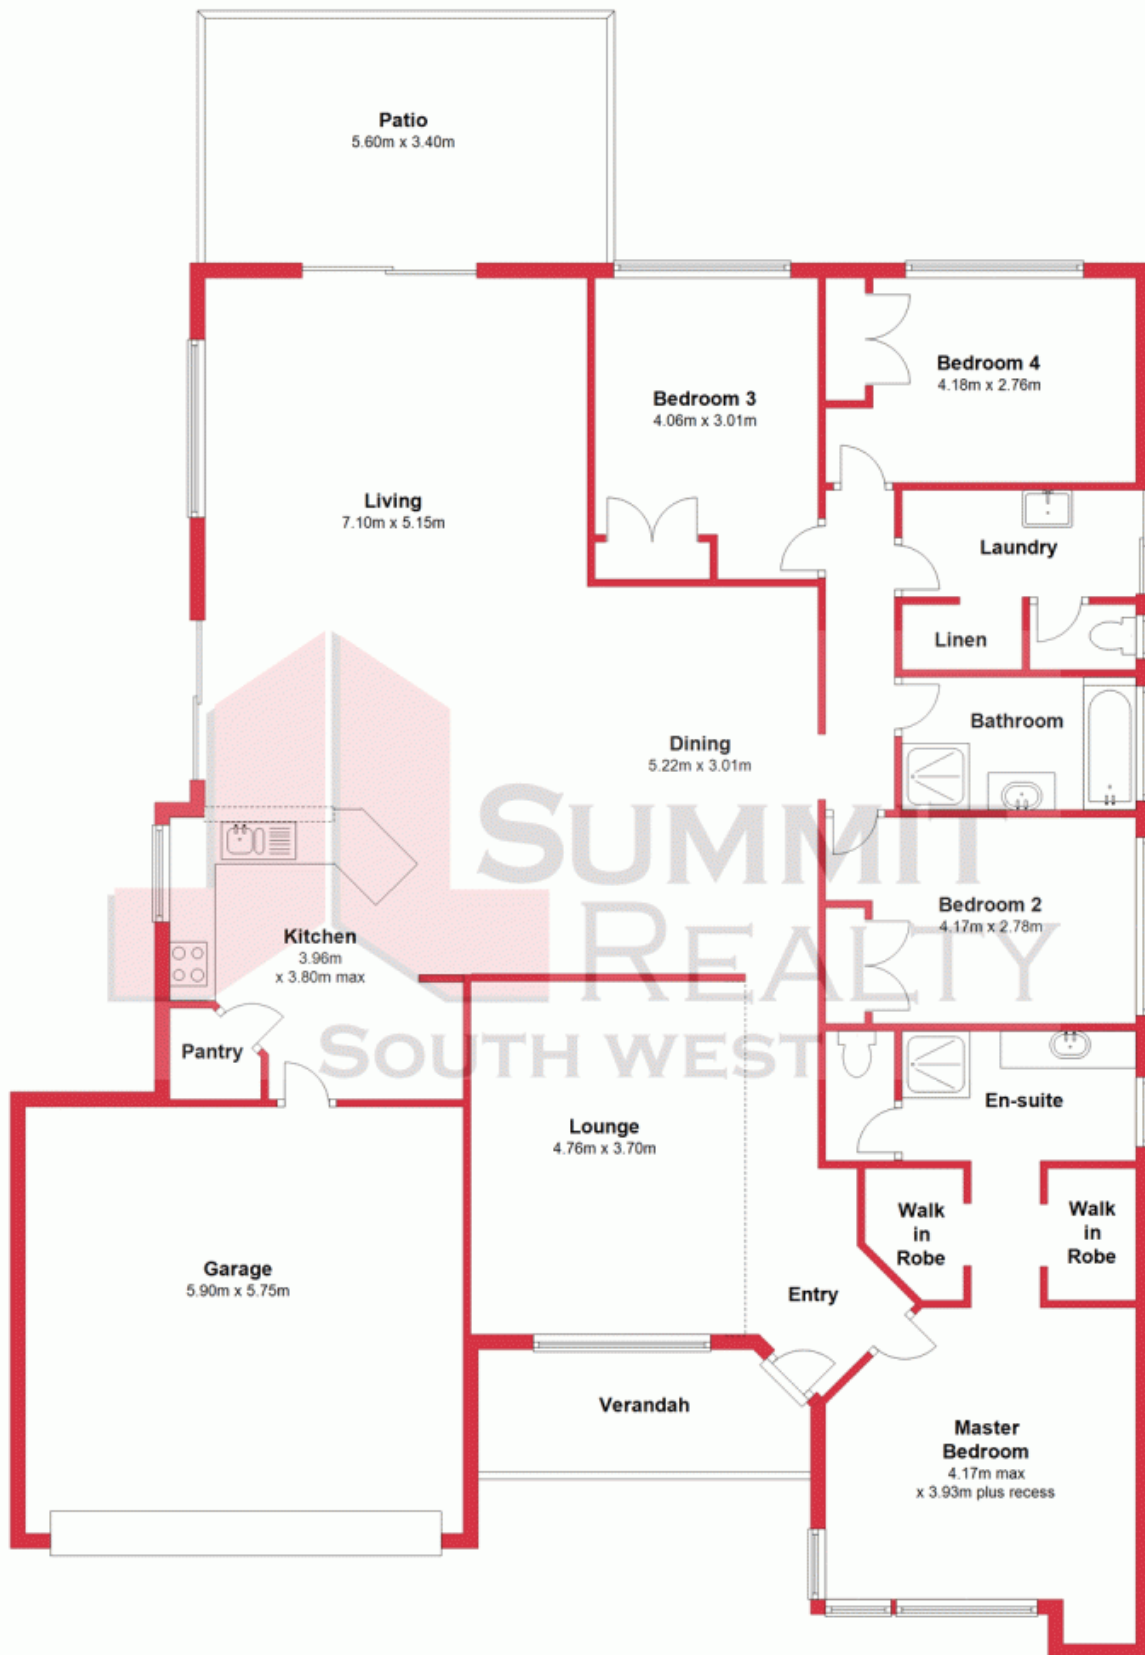 Patio
5.60m x 3.40m
Bedroom 4
4.18m x 2.76m
Bedroom 3
4.06m x 3.01m
Living
7.10m x 5.15m
Laundry
Linen
Bathroom
Dining
5.22m x 3.01m
SUMMIT
REALTY
SOUTH WEST
Bedroom 2
4.17m x 2.78m
Kitchen
3.96m
x 3.80m max
Pantry
En-suite
Lounge
4.76m x 3.70m
Walk
in
Robe
Walk
in
Robe
Garage
5.90m x 5.75m
Entry
Verandah
Master
Bedroom
4.17m max
x 3.93m plus recess